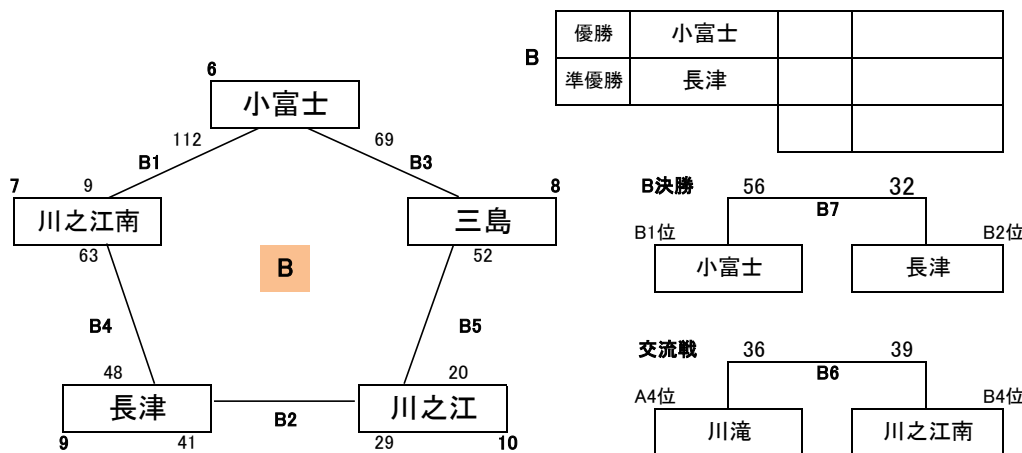 優勝 小富士
B
準優勝 長津
6
小富士
112 69
B1 B3
7 9 8
川之江南 三島
63 52
B
B4 B5
48 20
長津 B2 川之江
9 41 29 10
B決勝 56 32
B7
B1位 B2位
小富士 長津
交流戦 36 39
B6
A4位 B4位
川滝 川之江南